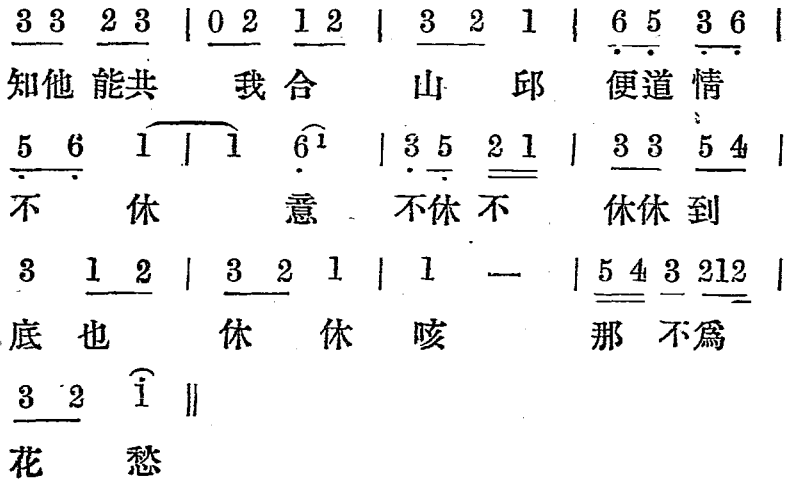 3 3 2 3 | 0 2 1 2 | 3 2 1 | 6 5 3 6 |
知他能共 我合 山 邱 便道情
5 6 1 | 1 6 1 | 3 5 2 1 | 3 3 5 4 |
不 休 意 不休不 休休到
3 1 2 | 3 2 1 | 1 — | 5 4 3 212 |
底 也 休 休 咳 那 不爲
3 2 1 ‖
花 愁